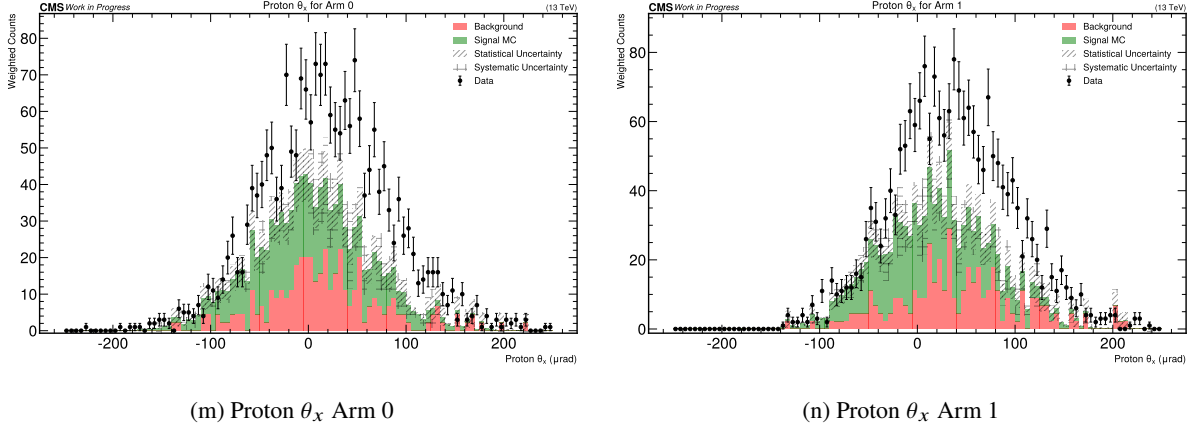 CMS Work in Progress Proton θx for Arm 0 (13 TeV)
Weighted Counts
Background
Signal MC
Statistical Uncertainty
Systematic Uncertainty
Data
80
70
60
50
40
30
20
10
0
-200 -100 0 100 200
Proton θx (μrad)
(m) Proton θx Arm 0
CMS Work in Progress Proton θx for Arm 1 (13 TeV)
Weighted Counts
Background
Signal MC
Statistical Uncertainty
Systematic Uncertainty
Data
80
60
40
20
0
-200 -100 0 100 200
Proton θx (μrad)
(n) Proton θx Arm 1